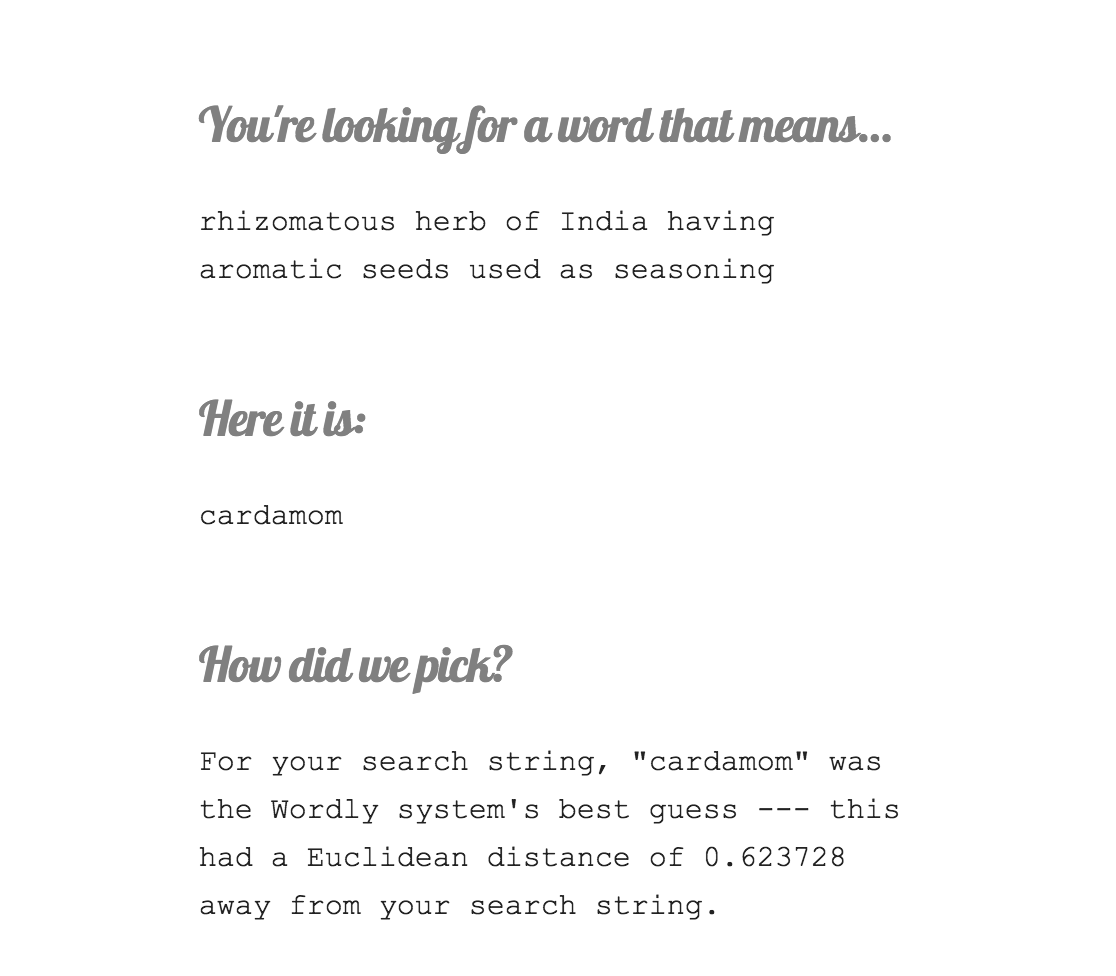 You're looking for a word that means...
rhizomatous herb of India having
aromatic seeds used as seasoning
Here it is:
cardamom
How did we pick?
For your search string, "cardamom" was
the Wordly system's best guess --- this
had a Euclidean distance of 0.623728
away from your search string.